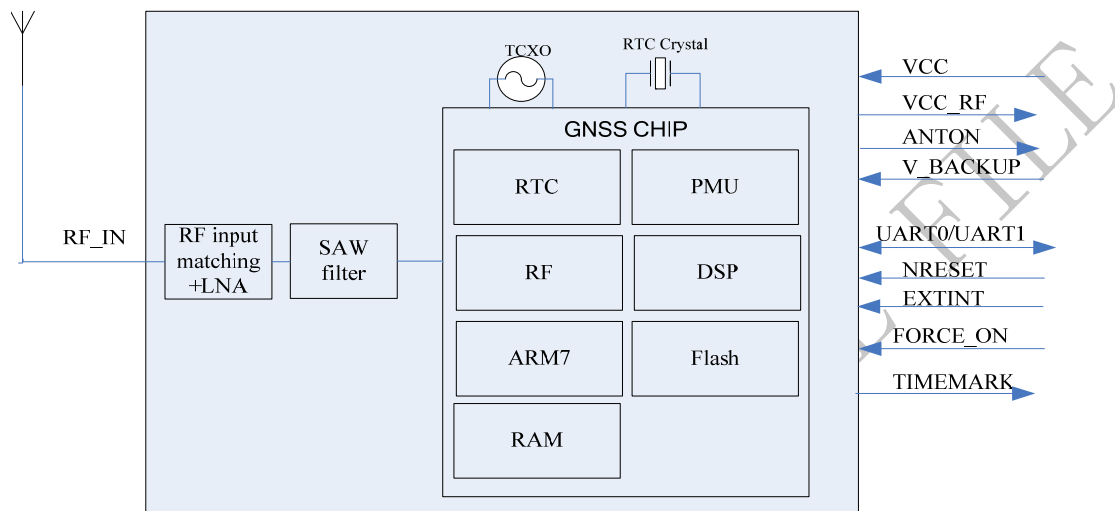 TCXO
RTC Crystal
GNSS CHIP
RTC
PMU
RF
DSP
ARM7
Flash
RAM
RF_IN
RF input
matching
+LNA
SAW
filter
VCC
VCC_RF
ANTON
V_BACKUP
UART0/UART1
NRESET
EXTINT
FORCE_ON
TIMEMARK
FILE